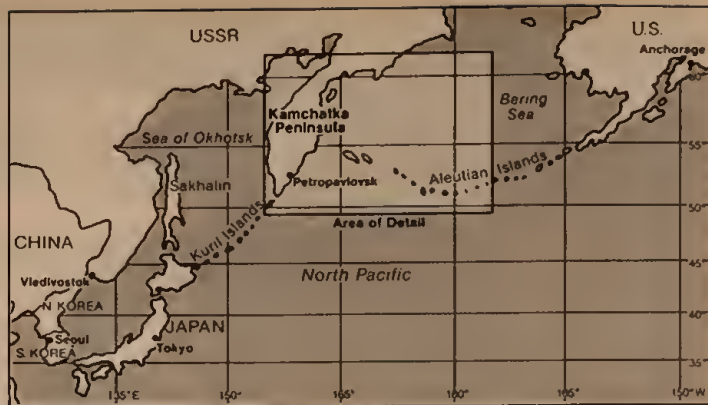 USSR
U.S.
Anchorage
60
Kamchatka
Peninsula
Bering
Sea
Sea of Okhotsk
55
Petropavlovsk
Aleutian Islands
Sakhalin
50
Area of Detail
Kuril Islands
CHINA
North Pacific
45
Vledivostok
N KOREA
40
Seoul
JAPAN
S. KOREA
Tokyo
35
135°E
150
165
180
165
150°W